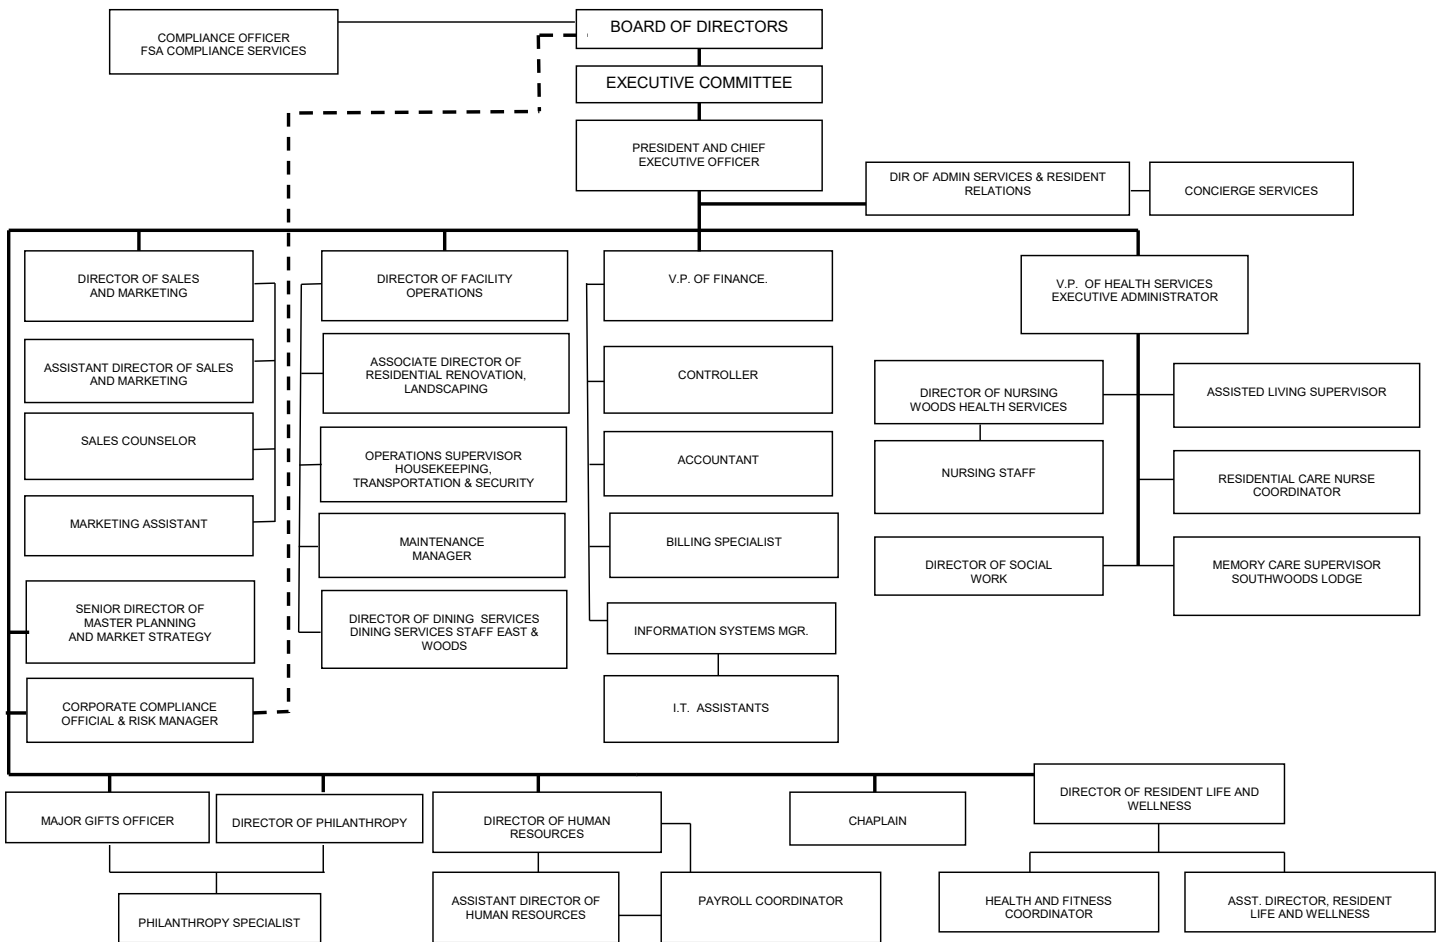 COMPLIANCE OFFICER
FSA COMPLIANCE SERVICES
BOARD OF DIRECTORS
EXECUTIVE COMMITTEE
PRESIDENT AND CHIEF
EXECUTIVE OFFICER
DIR OF ADMIN SERVICES & RESIDENT
RELATIONS
CONCIERGE SERVICES
DIRECTOR OF SALES
AND MARKETING
ASSISTANT DIRECTOR OF SALES
AND MARKETING
SALES COUNSELOR
MARKETING ASSISTANT
SENIOR DIRECTOR OF
MASTER PLANNING
AND MARKET STRATEGY
CORPORATE COMPLIANCE
OFFICIAL & RISK MANAGER
DIRECTOR OF FACILITY
OPERATIONS
ASSOCIATE DIRECTOR OF
RESIDENTIAL RENOVATION,
LANDSCAPING
OPERATIONS SUPERVISOR
HOUSEKEEPING,
TRANSPORTATION & SECURITY
MAINTENANCE
MANAGER
DIRECTOR OF DINING SERVICES
DINING SERVICES STAFF EAST &
WOODS
V.P. OF FINANCE.
CONTROLLER
ACCOUNTANT
BILLING SPECIALIST
INFORMATION SYSTEMS MGR.
I.T. ASSISTANTS
V.P. OF HEALTH SERVICES
EXECUTIVE ADMINISTRATOR
DIRECTOR OF NURSING
WOODS HEALTH SERVICES
NURSING STAFF
DIRECTOR OF SOCIAL
WORK
ASSISTED LIVING SUPERVISOR
RESIDENTIAL CARE NURSE
COORDINATOR
MEMORY CARE SUPERVISOR
SOUTHWOODS LODGE
MAJOR GIFTS OFFICER
DIRECTOR OF PHILANTHROPY
PHILANTHROPY SPECIALIST
DIRECTOR OF HUMAN
RESOURCES
ASSISTANT DIRECTOR OF
HUMAN RESOURCES
PAYROLL COORDINATOR
CHAPLAIN
DIRECTOR OF RESIDENT LIFE AND
WELLNESS
HEALTH AND FITNESS
COORDINATOR
ASST. DIRECTOR, RESIDENT
LIFE AND WELLNESS